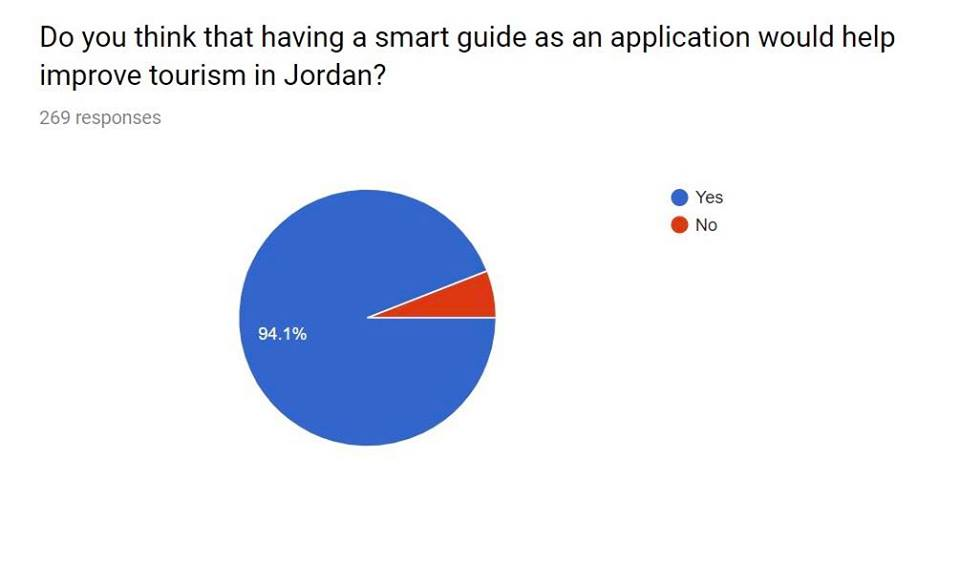 Do you think that having a smart guide as an application would help
improve tourism in Jordan?
269 responses
Yes
No
94.1%